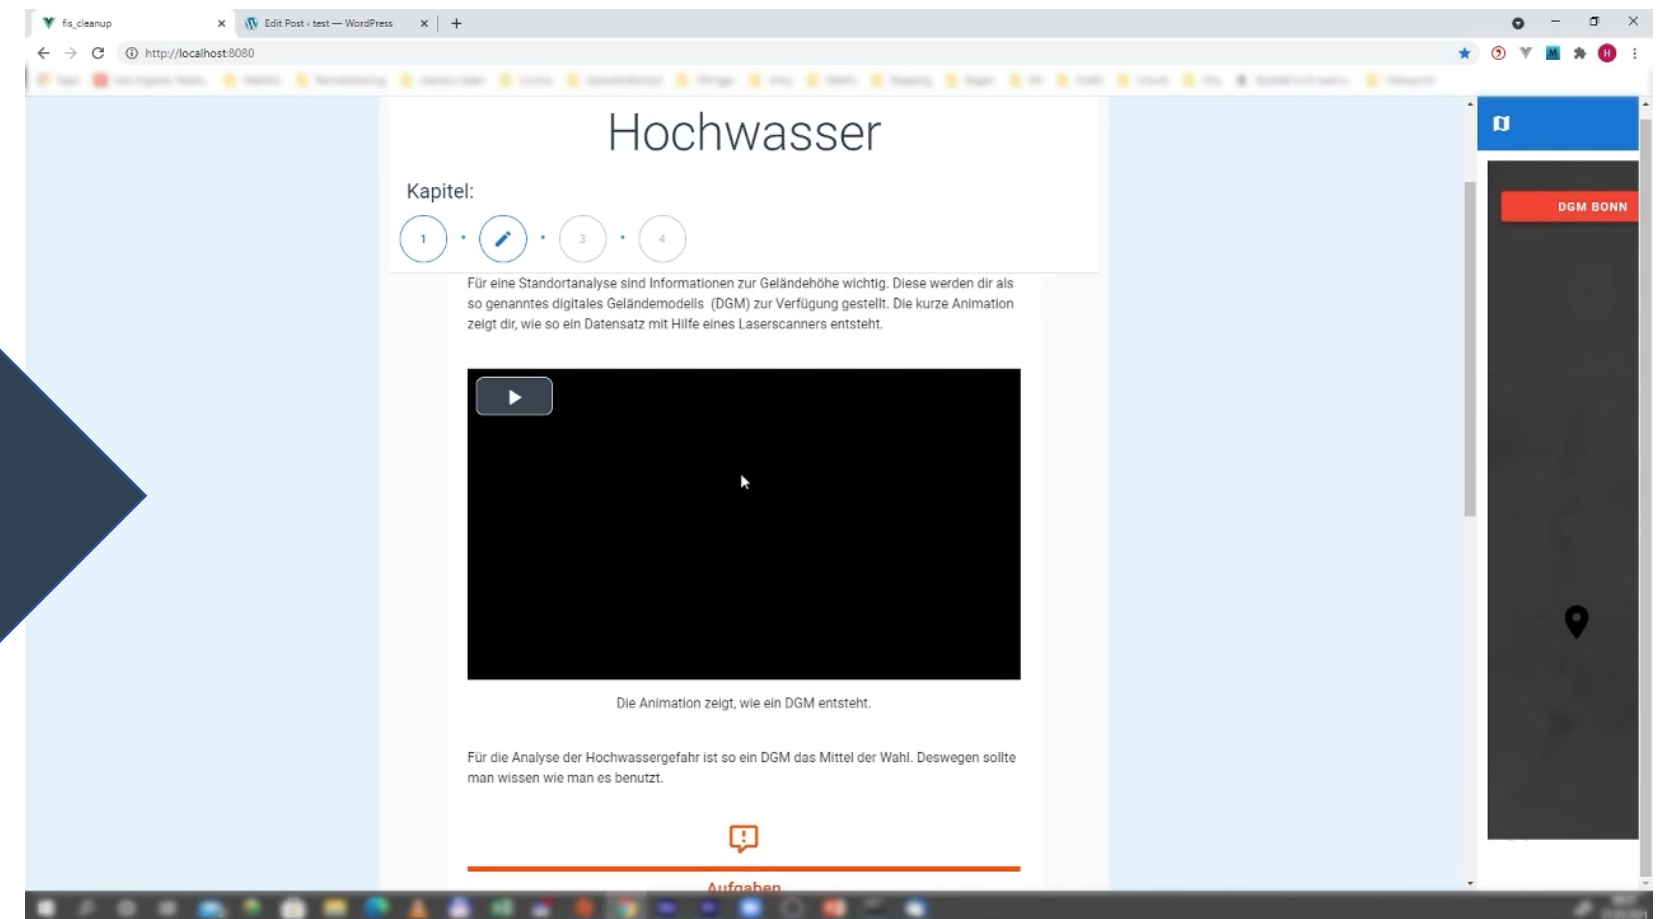 fis_cleanup
Edit Post ‹ test — WordPress
http://localhost:8080
H
Hochwasser
DGM BONN
Kapitel:
1
3
4
Für eine Standortanalyse sind Informationen zur Geländehöhe wichtig. Diese werden dir als
so genanntes digitales Geländemodells (DGM) zur Verfügung gestellt. Die kurze Animation
zeigt dir, wie so ein Datensatz mit Hilfe eines Laserscanners entsteht.
Die Animation zeigt, wie ein DGM entsteht.
Für die Analyse der Hochwassergefahr ist so ein DGM das Mittel der Wahl. Deswegen sollte
man wissen wie man es benutzt.
Aufgaben